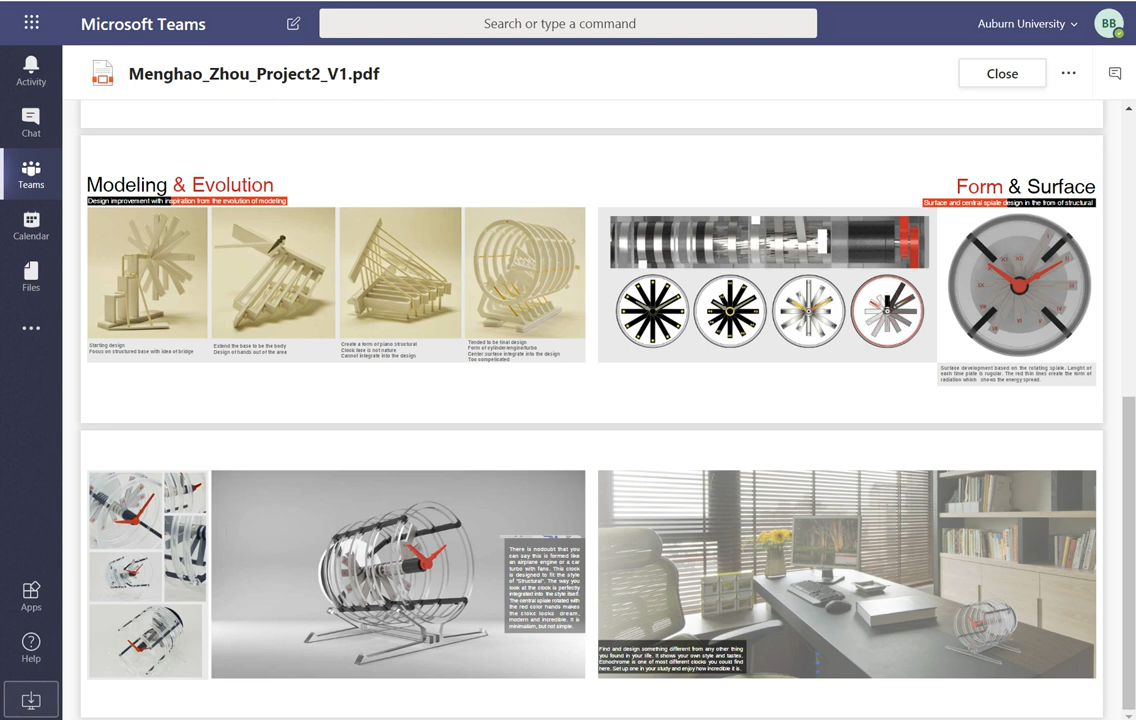 Microsoft Teams
Search or type a command
Auburn University
BB
Activity
Chat
Teams
Calendar
Files
Apps
Help
Menghao_Zhou_Project2_V1.pdf
Close
Modeling & Evolution
Design improvement with inspiration from the evolution of modeling
Starting design
Focus on structured base with idea of bridge
Extend the base to be the body
Design of hands out of the area
Create a form of piano structural
Clock face is not nature
Cannot integrate into the design
Tended to be final design
Form of cylinder/engine/turbo
Center surface integrate into the design
Too complicated
Form & Surface
Surface and central spiale design in the from of structural
XII
Surface development based on the rotating spiale. Lenght or
each time plate is rugular. The red thin lines create the form of
radiation which shows the energy spread.
There is nodoubt that you
can say this is formed like
an airplane engine or a car
turbo with fans. This clock
is designed to fit the style
of "Structural". The way you
look at the clock is perfectly
integrated into the style itself.
The central spiale rotated with
the red color hands makes
the clokc looks dream,
modern and incredible. It is
minimalism, but not simple.
Find and design something different from any other thing
you found in your life. It shows your own style and tastes.
Eshochrome is one of most different clocks you could find
here. Set up one in your study and enjoy how incredible it is.